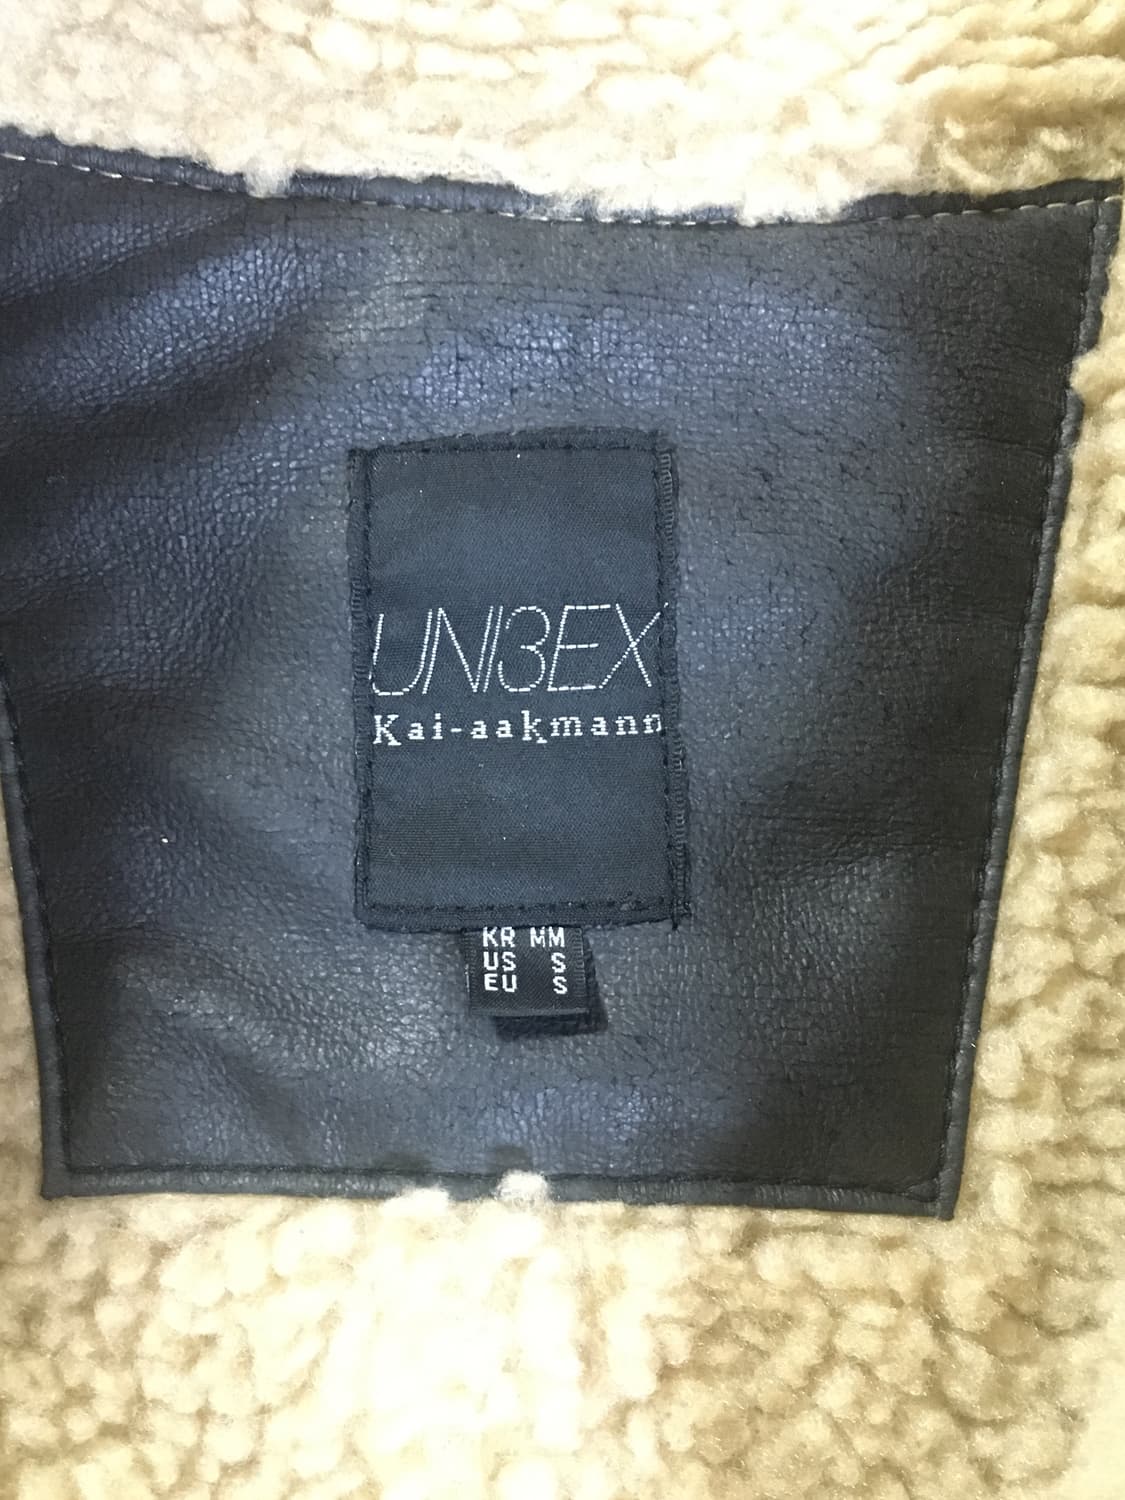 UNI3EX
Kai-aakmann
KR MM
US S
EU S